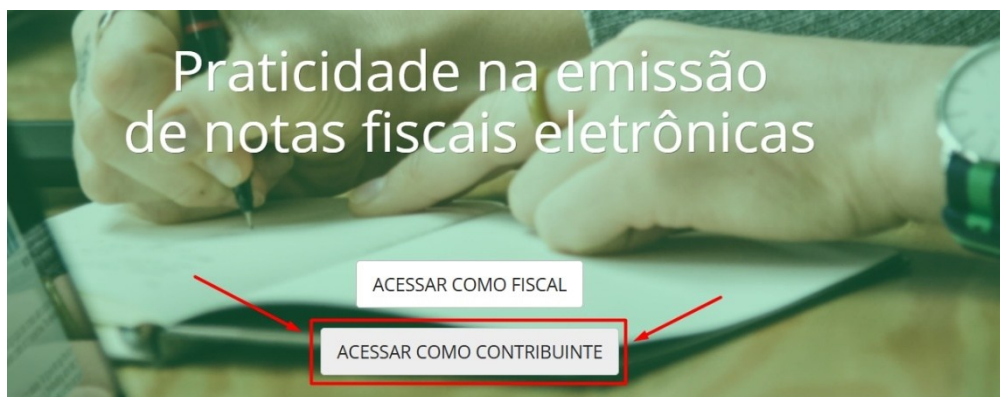 Praticidade na emissão
de notas fiscais eletrônicas
ACESSAR COMO FISCAL
ACESSAR COMO CONTRIBUINTE